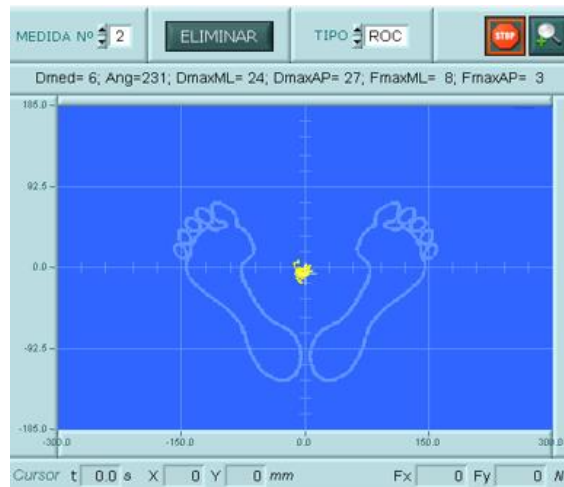 MEDIDA Nº 2 ELIMINAR TIPO ROC STOP
Dmed= 6; Ang=231; DmaxML= 24; DmaxAP= 27; FmaxML= 8; FmaxAP= 3
185.0
92.5
0.0
-92.5
-185.0
-300.0 -150.0 0.0 150.0 300.0
Cursor t 0.0 s X 0 Y 0 mm Fx 0 Fy 0 N